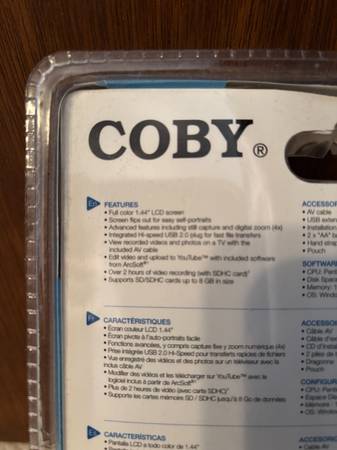 COBY®
En FEATURES
• Full color 1.44" LCD screen
• Screen flips out for easy self-portraits
• Advanced features including still capture and digital zoom (4x)
• Integrated Hi-speed USB 2.0 plug for fast file transfers
• View recorded videos and photos on a TV with the
included AV cable
• Edit video and upload to YouTube™ with included software
from ArcSoft®
• Over 2 hours of video recording (with SDHC card)
• Supports SD/SDHC cards up to 8 GB in size
ACCESSOR
• AV cable
• USB exten
• Installation
• 2 x "AA" b
• Hand strap
• Pouch
SOFTWAR
• CPU: Pent
• Disk Space
• Memory: 1
• OS: Windo
Fr CARACTÉRISTIQUES
• Écran couleur LCD 1.44"
• Écran pivote à l'auto-portraits facile
• Fonctions avancées, y compris capture fixe y zoom numérique (4x)
• Prise intégrée USB 2.0 Hi-Speed pour transferts rapides de fichiers
• Vue enregistré des vidéos et des photos sur un téléviseur avec la
inclus câble AV
• Modifier des vidéos et les télécharger sur YouTube™ avec le
logiciel inclus à partir de ArcSoft®
• Plus de 2 heures de vidéo (avec carte SDHC)
• Supporte les cartes mémoire SD / SDHC jusqu'à 8 Go de données
ACCESSOI
• Câble AV
• Câble d'ex
• CD d'instal
• 2 piles de f
• Dragonne
• Pouch
CONFIGUR
• CPU: Pent
• Espace Dis
• Mémoire
• OS: Windo
Es CARACTERÍSTICAS
• Pantalla LCD a todo color de 1.44"
ACCESORIO
• Cable AV